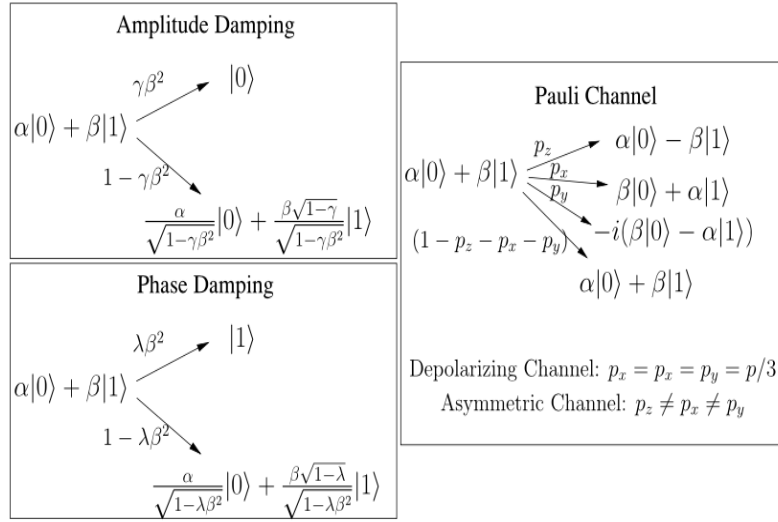 Amplitude Damping
γβ²
|0⟩
α|0⟩ + β|1⟩
1 − γβ²
α/√(1−γβ²)|0⟩ + β√(1−γ)/√(1−γβ²)|1⟩
Phase Damping
λβ²
|1⟩
α|0⟩ + β|1⟩
1 − λβ²
α/√(1−λβ²)|0⟩ + β√(1−λ)/√(1−λβ²)|1⟩
Pauli Channel
p_z
α|0⟩ − β|1⟩
α|0⟩ + β|1⟩
p_x
β|0⟩ + α|1⟩
p_y
−i(β|0⟩ − α|1⟩)
(1 − p_z − p_x − p_y)
α|0⟩ + β|1⟩
Depolarizing Channel: p_x = p_x = p_y = p/3
Asymmetric Channel: p_z ≠ p_x ≠ p_y